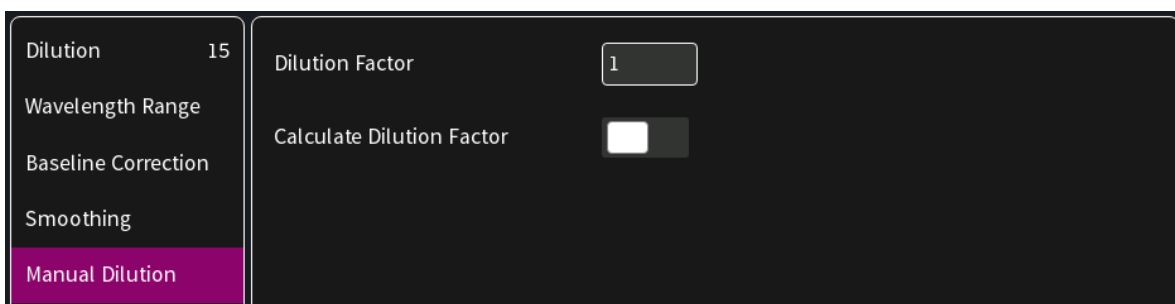 Dilution 15
Wavelength Range
Baseline Correction
Smoothing
Manual Dilution
Dilution Factor 1
Calculate Dilution Factor